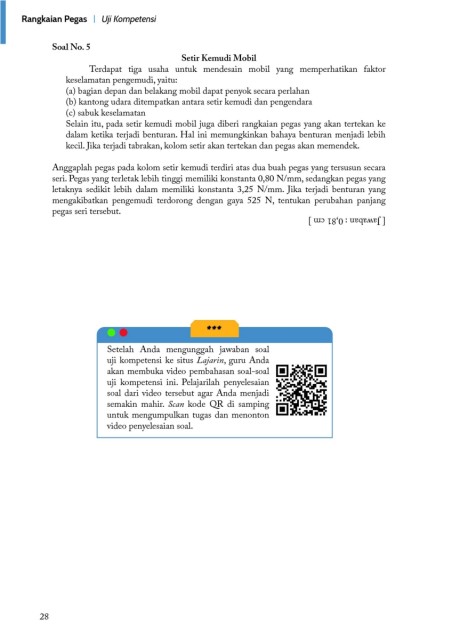 Rangkaian Pegas | Uji Kompetensi
Soal No. 5
Setir Kemudi Mobil
Terdapat tiga usaha untuk mendesain mobil yang memperhatikan faktor
keselamatan pengemudi, yaitu:
(a) bagian depan dan belakang mobil dapat penyok secara perlahan
(b) kantong udara ditempatkan antara setir kemudi dan pengendara
(c) sabuk keselamatan
Selain itu, pada setir kemudi mobil juga diberi rangkaian pegas yang akan tertekan ke
dalam ketika terjadi benturan. Hal ini memungkinkan bahaya benturan menjadi lebih
kecil. Jika terjadi tabrakan, kolom setir akan tertekan dan pegas akan memendek.
Anggaplah pegas pada kolom setir kemudi terdiri atas dua buah pegas yang tersusun secara
seri. Pegas yang terletak lebih tinggi memiliki konstanta 0,80 N/mm, sedangkan pegas yang
letaknya sedikit lebih dalam memiliki konstanta 3,25 N/mm. Jika terjadi benturan yang
mengakibatkan pengemudi terdorong dengan gaya 525 N, tentukan perubahan panjang
pegas seri tersebut.
[ Jawaban : 0,81 cm ]
***
Setelah Anda mengunggah jawaban soal
uji kompetensi ke situs Lajarin, guru Anda
akan membuka video pembahasan soal-soal
uji kompetensi ini. Pelajarilah penyelesaian
soal dari video tersebut agar Anda menjadi
semakin mahir. Scan kode QR di samping
untuk mengumpulkan tugas dan menonton
video penyelesaian soal.
28